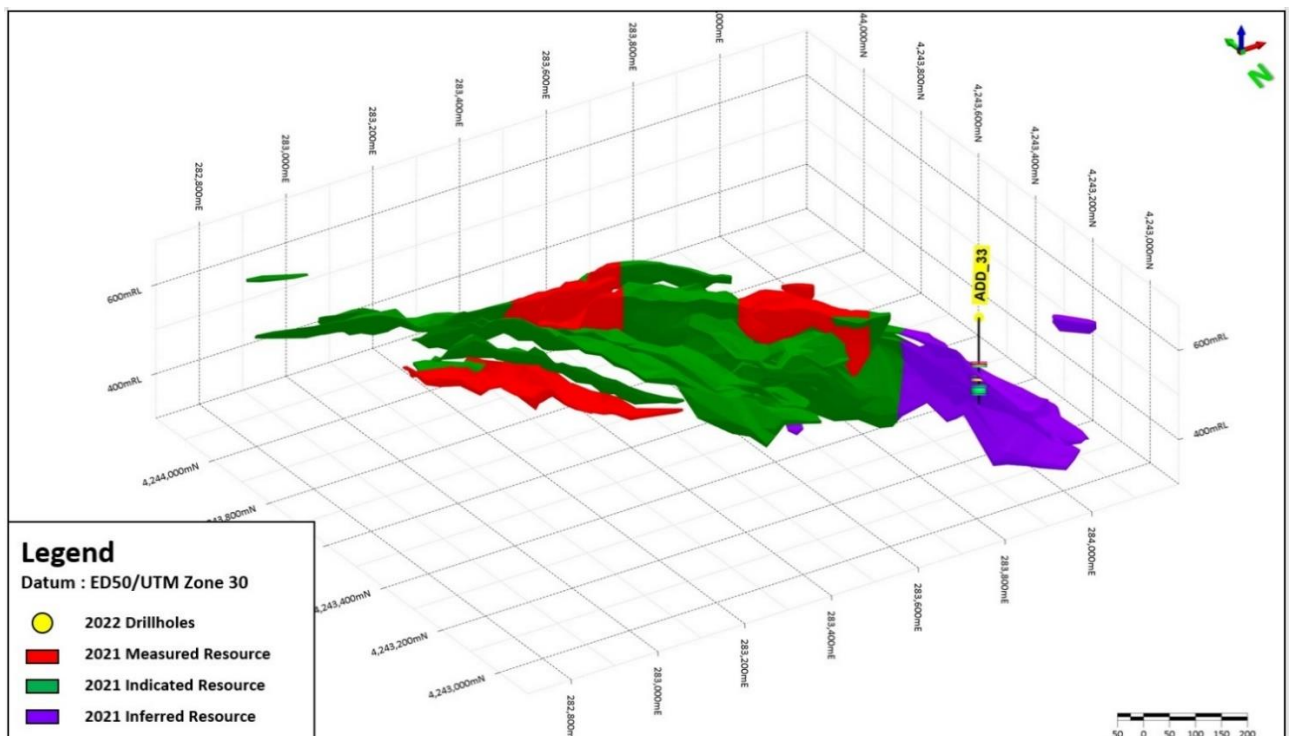 000mE
283,800mE
283,600mE
283,400mE
283,200mE
283,000mE
282,800mE
600mRL
400mRL
44,000mN
4,243,800mN
4,243,600mN
4,243,400mN
4,243,200mN
4,243,000mN
N
ADD_33
600mRL
400mRL
4,244,000mN
43,800mN
4,243,400mN
4,243,200mN
4,243,000mN
282,800mE
283,000mE
283,200mE
283,400mE
283,600mE
283,800mE
284,000mE
Legend
Datum : ED50/UTM Zone 30
2022 Drillholes
2021 Measured Resource
2021 Indicated Resource
2021 Inferred Resource
50 0 50 100 150 200